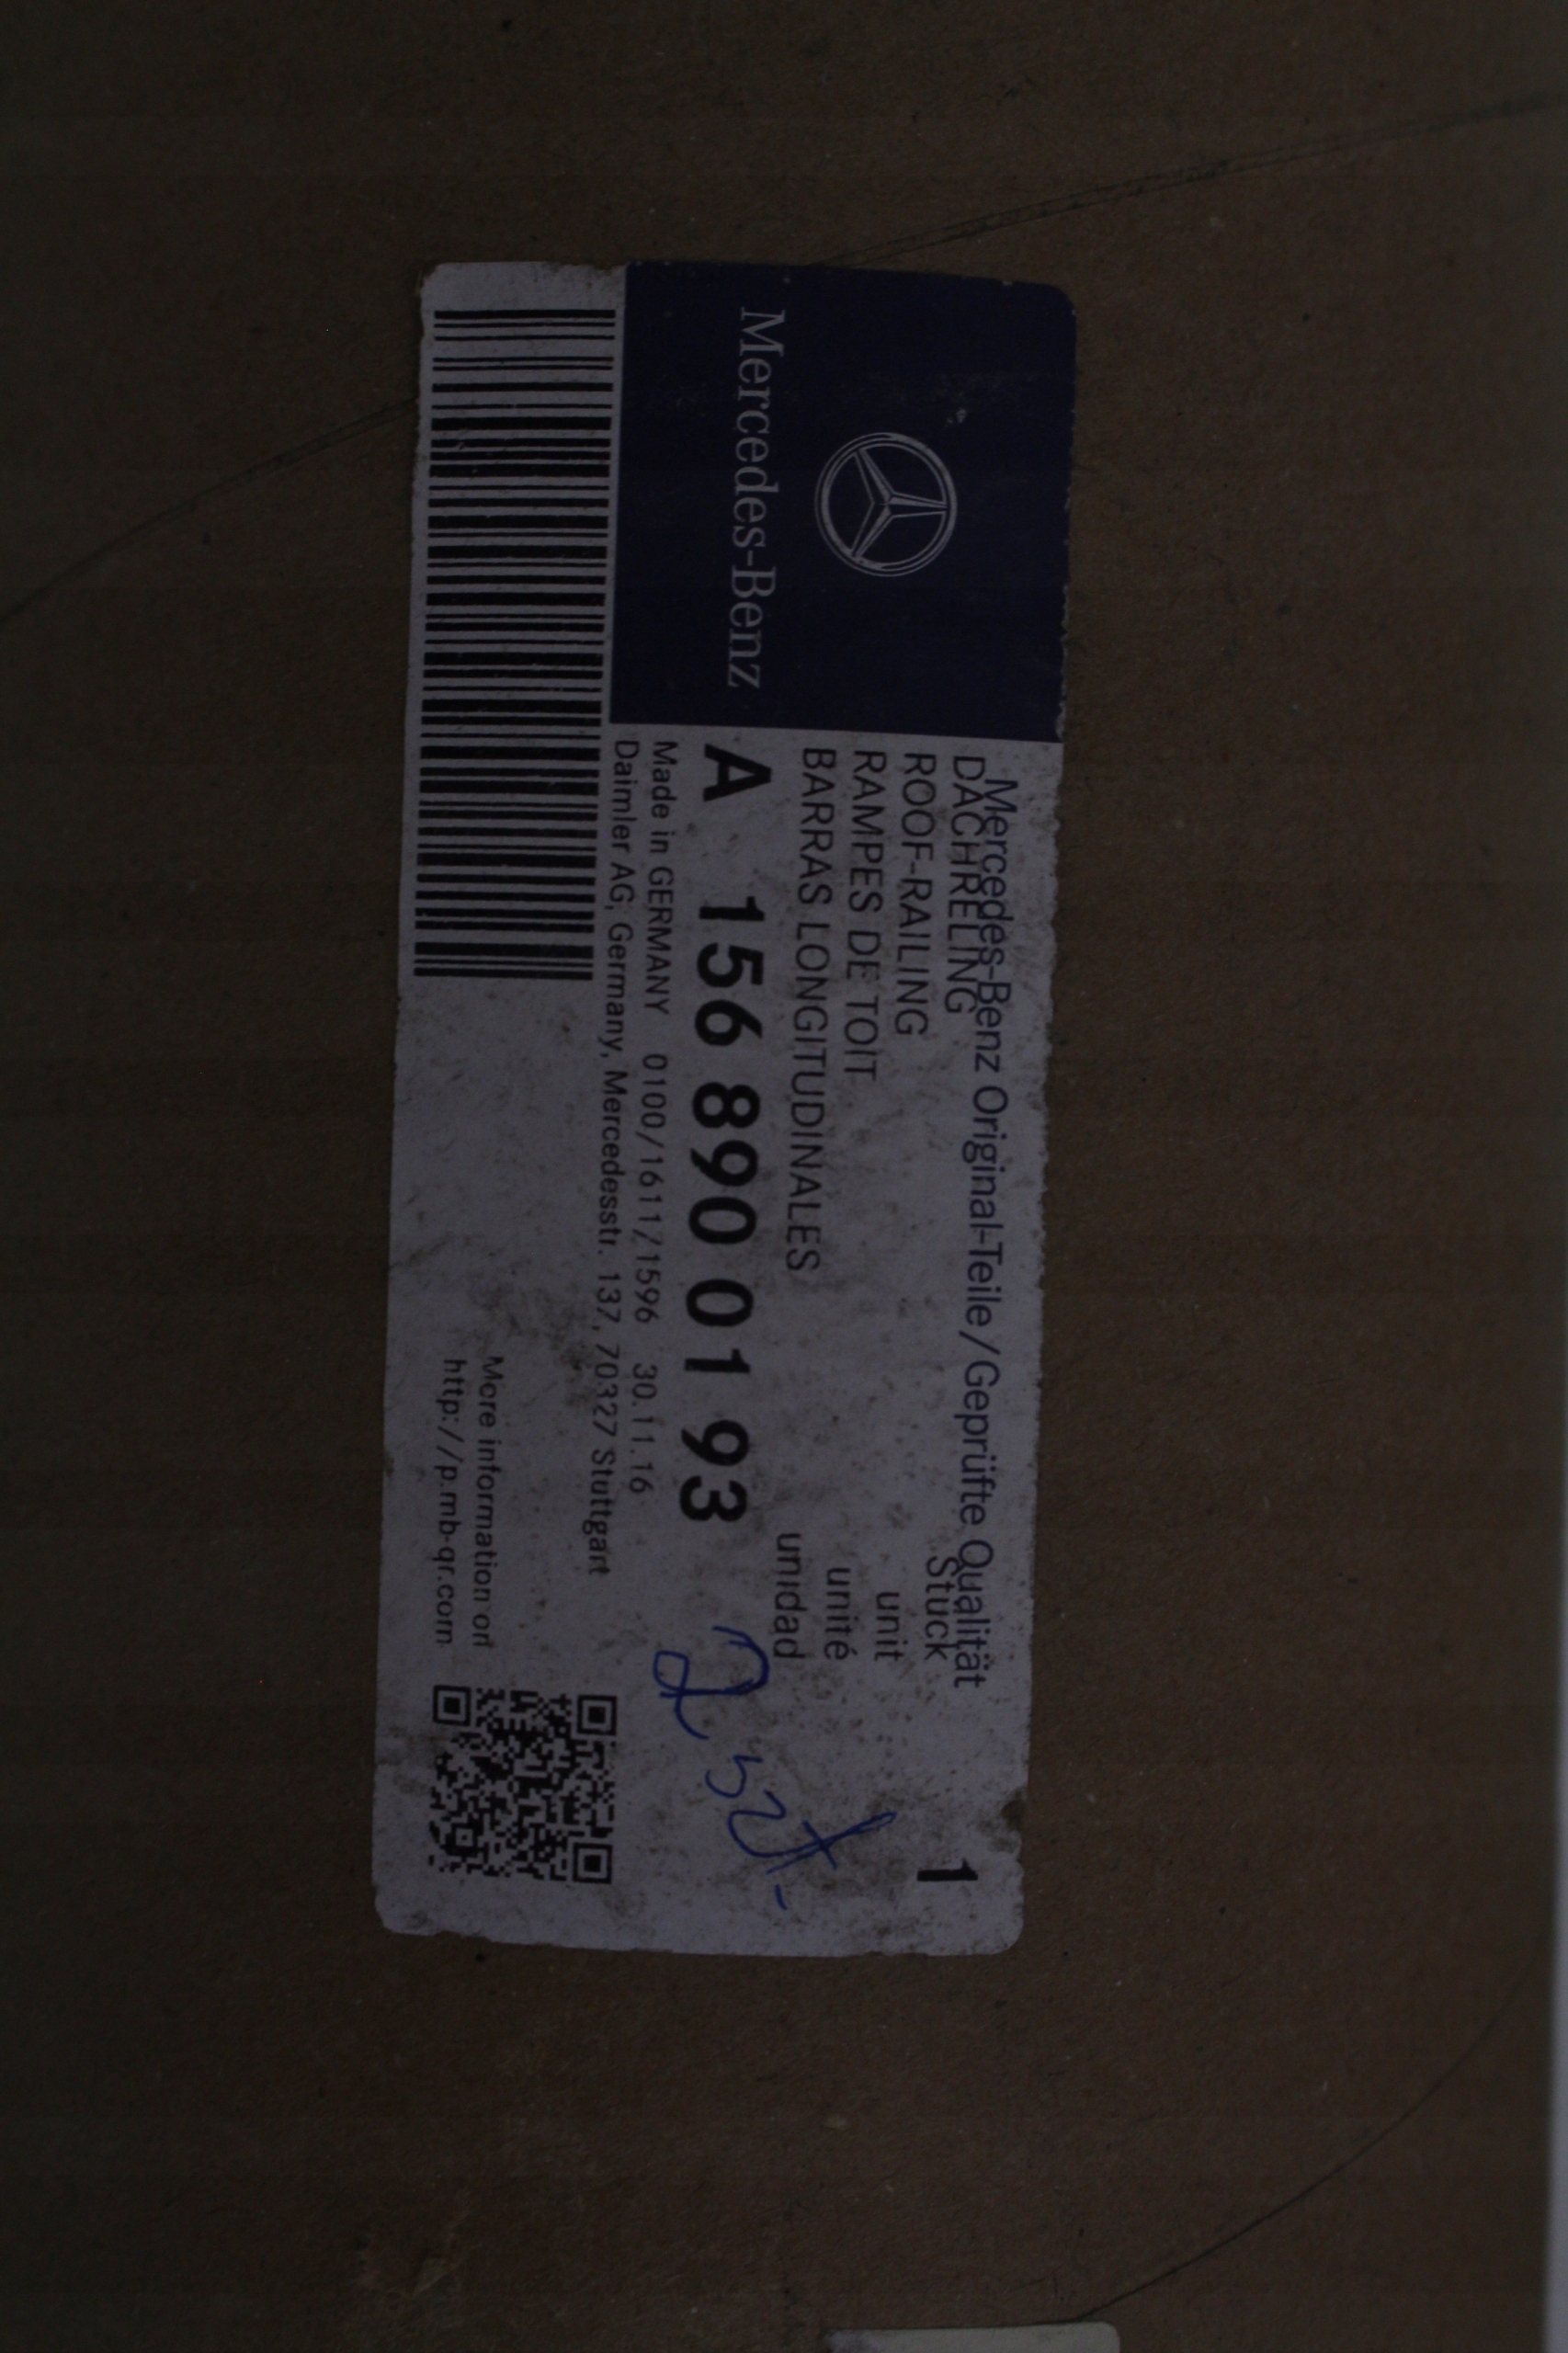 Mercedes-Benz
Mercedes-Benz Original-Teile/Geprüfte Qualität
DACHRELING Stück
ROOF-RAILING unit
RAMPES DE TOIT unité
BARRAS LONGITUDINALES unidad
1
A 156 890 01 93
2 szt-
Made in GERMANY 0100/1611/1596 30.11.16
Daimler AG, Germany, Mercedesstr. 137, 70327 Stuttgart
More information on
http://p.mb-qr.com